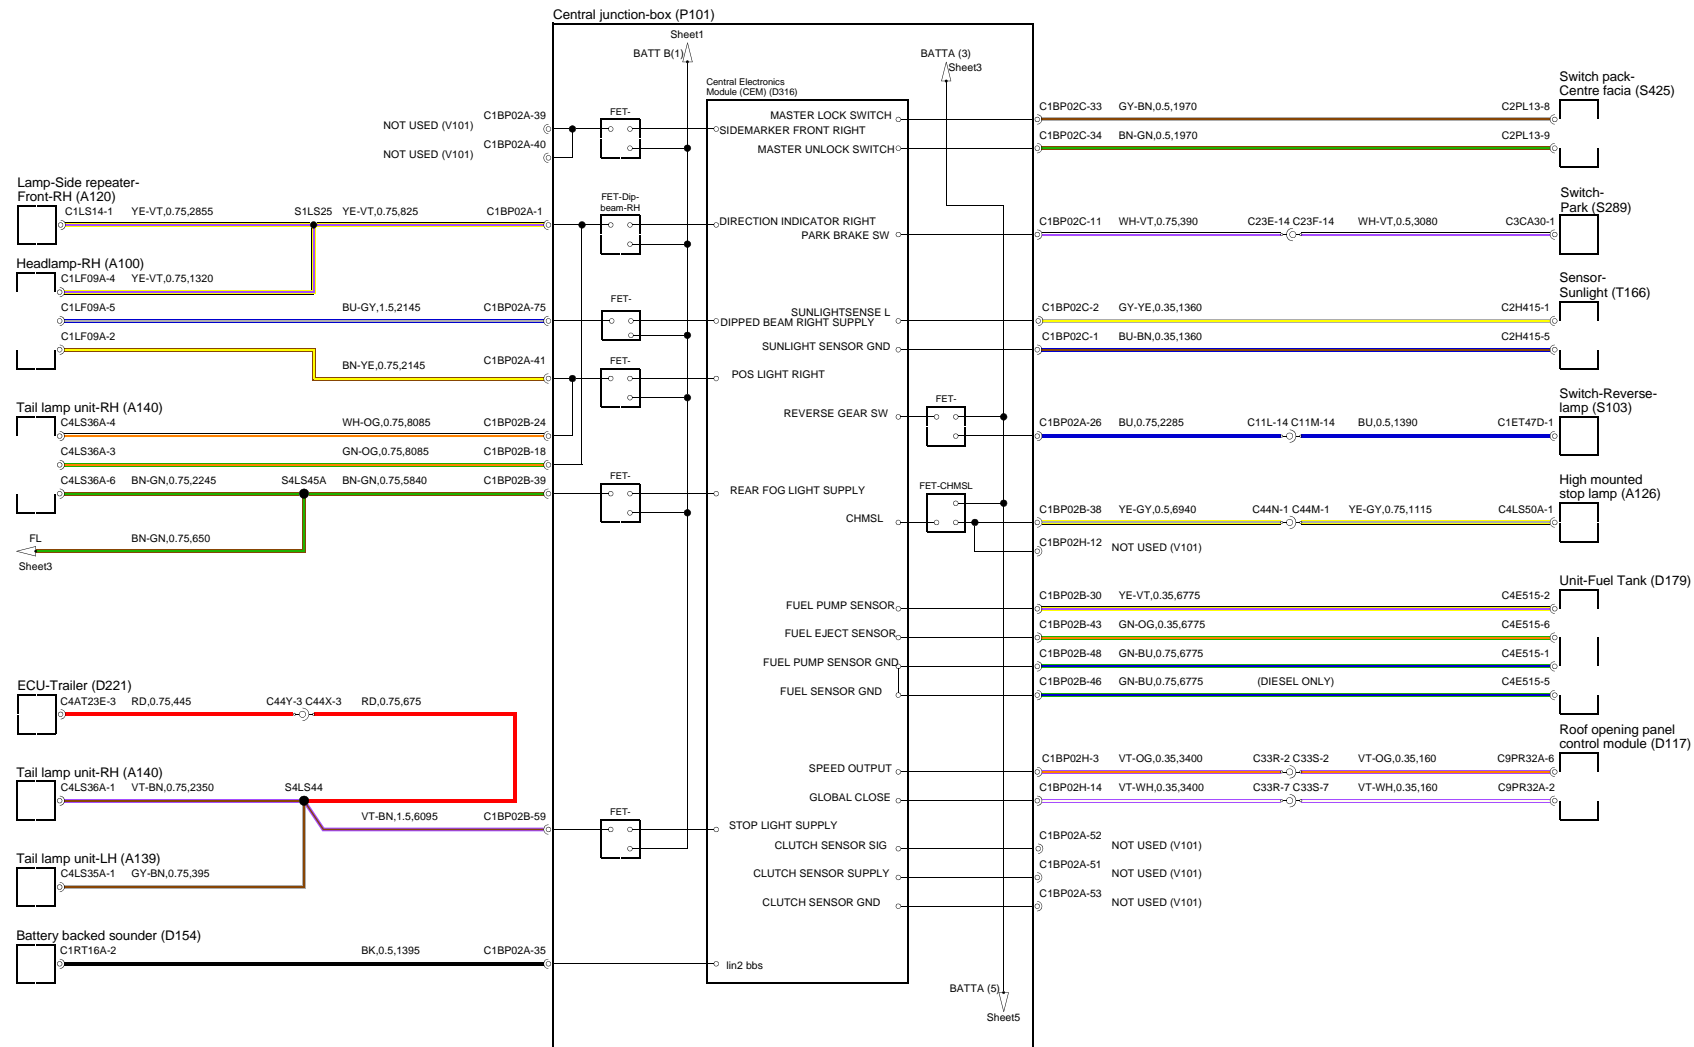 Central junction-box (P101)
Sheet1
BATT B(1)
BATTA (3)
Sheet3
Central Electronics
Module (CEM) (D316)
NOT USED (V101)
C1BP02A-39
NOT USED (V101)
C1BP02A-40
FET-
MASTER LOCK SWITCH
SIDEMARKER FRONT RIGHT
MASTER UNLOCK SWITCH
C1BP02C-33 GY-BN,0.5,1970 C2PL13-8
C1BP02C-34 BN-GN,0.5,1970 C2PL13-9
Switch pack-
Centre facia (S425)
Lamp-Side repeater-
Front-RH (A120)
C1LS14-1 YE-VT,0.75,2855 S1LS25 YE-VT,0.75,825 C1BP02A-1
FET-Dip-
beam-RH
DIRECTION INDICATOR RIGHT
PARK BRAKE SW
C1BP02C-11 WH-VT,0.75,390 C23E-14 C23F-14 WH-VT,0.5,3080 C3CA30-1
Switch-
Park (S289)
Headlamp-RH (A100)
C1LF09A-4 YE-VT,0.75,1320
C1LF09A-5 BU-GY,1.5,2145 C1BP02A-75
C1LF09A-2
BN-YE,0.75,2145 C1BP02A-41
FET-
SUNLIGHTSENSE L
DIPPED BEAM RIGHT SUPPLY
SUNLIGHT SENSOR GND
FET-
POS LIGHT RIGHT
C1BP02C-2 GY-YE,0.35,1360 C2H415-1
C1BP02C-1 BU-BN,0.35,1360 C2H415-5
Sensor-
Sunlight (T166)
Tail lamp unit-RH (A140)
C4LS36A-4 WH-OG,0.75,8085 C1BP02B-24
C4LS36A-3 GN-OG,0.75,8085 C1BP02B-18
C4LS36A-6 BN-GN,0.75,2245 S4LS45A BN-GN,0.75,5840 C1BP02B-39
FL
BN-GN,0.75,650
Sheet3
FET-
REAR FOG LIGHT SUPPLY
REVERSE GEAR SW
FET-
C1BP02A-26 BU,0.75,2285 C11L-14 C11M-14 BU,0.5,1390 C1ET47D-1
Switch-Reverse-
lamp (S103)
FET-CHMSL
CHMSL
C1BP02B-38 YE-GY,0.5,6940 C44N-1 C44M-1 YE-GY,0.75,1115 C4LS50A-1
C1BP02H-12 NOT USED (V101)
High mounted
stop lamp (A126)
FUEL PUMP SENSOR
FUEL EJECT SENSOR
FUEL PUMP SENSOR GND
FUEL SENSOR GND
C1BP02B-30 YE-VT,0.35,6775 C4E515-2
C1BP02B-43 GN-OG,0.35,6775 C4E515-6
C1BP02B-48 GN-BU,0.75,6775 C4E515-1
C1BP02B-46 GN-BU,0.75,6775 (DIESEL ONLY) C4E515-5
Unit-Fuel Tank (D179)
ECU-Trailer (D221)
C4AT23E-3 RD,0.75,445 C44Y-3 C44X-3 RD,0.75,675
Tail lamp unit-RH (A140)
C4LS36A-1 VT-BN,0.75,2350 S4LS44
VT-BN,1.5,6095 C1BP02B-59
Tail lamp unit-LH (A139)
C4LS35A-1 GY-BN,0.75,395
FET-
STOP LIGHT SUPPLY
SPEED OUTPUT
GLOBAL CLOSE
C1BP02H-3 VT-OG,0.35,3400 C33R-2 C33S-2 VT-OG,0.35,160 C9PR32A-6
C1BP02H-14 VT-WH,0.35,3400 C33R-7 C33S-7 VT-WH,0.35,160 C9PR32A-2
Roof opening panel
control module (D117)
CLUTCH SENSOR SIG
C1BP02A-52 NOT USED (V101)
CLUTCH SENSOR SUPPLY
C1BP02A-51 NOT USED (V101)
CLUTCH SENSOR GND
C1BP02A-53 NOT USED (V101)
Battery backed sounder (D154)
C1RT16A-2 BK,0.5,1395 C1BP02A-35
lin2 bbs
BATTA (5)
Sheet5